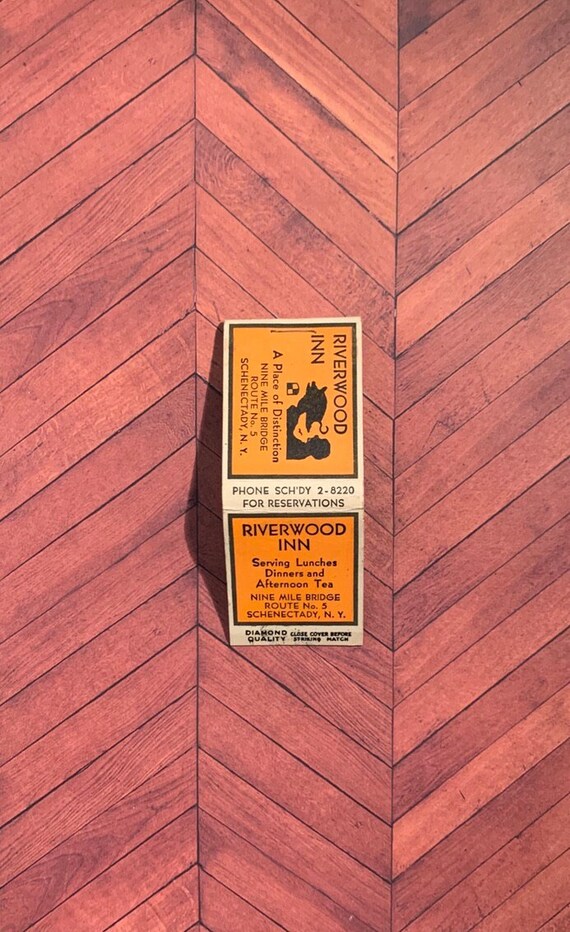 RIVERWOOD
INN
A Place of Distinction
NINE MILE BRIDGE
ROUTE No. 5
SCHENECTADY, N. Y.
PHONE SCH'DY 2-8220
FOR RESERVATIONS
RIVERWOOD
INN
Serving Lunches
Dinners and
Afternoon Tea
NINE MILE BRIDGE
ROUTE No. 5
SCHENECTADY, N. Y.
DIAMOND QUALITY
CLOSE COVER BEFORE STRIKING MATCH